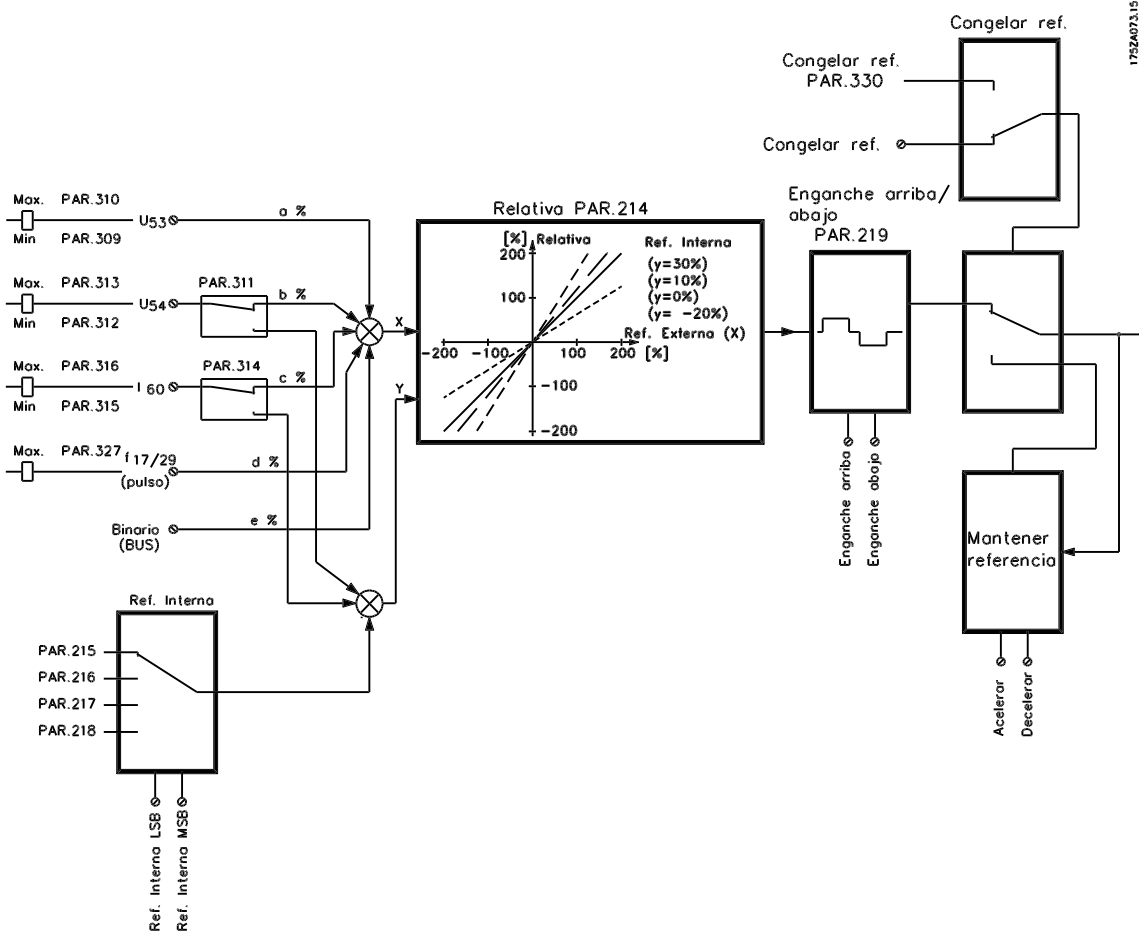 175ZA073.15
Congelar ref.
Congelar ref.
PAR.330
Congelar ref.
Enganche arriba/
abajo
PAR.219
Relativa PAR.214
Max. PAR.310
U53
a %
Min PAR.309
Max. PAR.313
PAR.311
U54
b %
Min PAR.312
Max. PAR.316
PAR.314
I 60
c %
Min PAR.315
Max. PAR.327
f 17/29
(pulso)
d %
Binario
(BUS)
e %
X
Y
[%] Relativa
200
100
-200 -100 100 200
[%]
-100
-200
Ref. Interna
(y=30%)
(y=10%)
(y=0%)
(y= -20%)
Ref. Externa (X)
Enganche arriba
Enganche abajo
Mantener
referencia
Acelerar
Decelerar
Ref. Interna
PAR.215
PAR.216
PAR.217
PAR.218
Ref. Interna LSB
Ref. Interna MSB